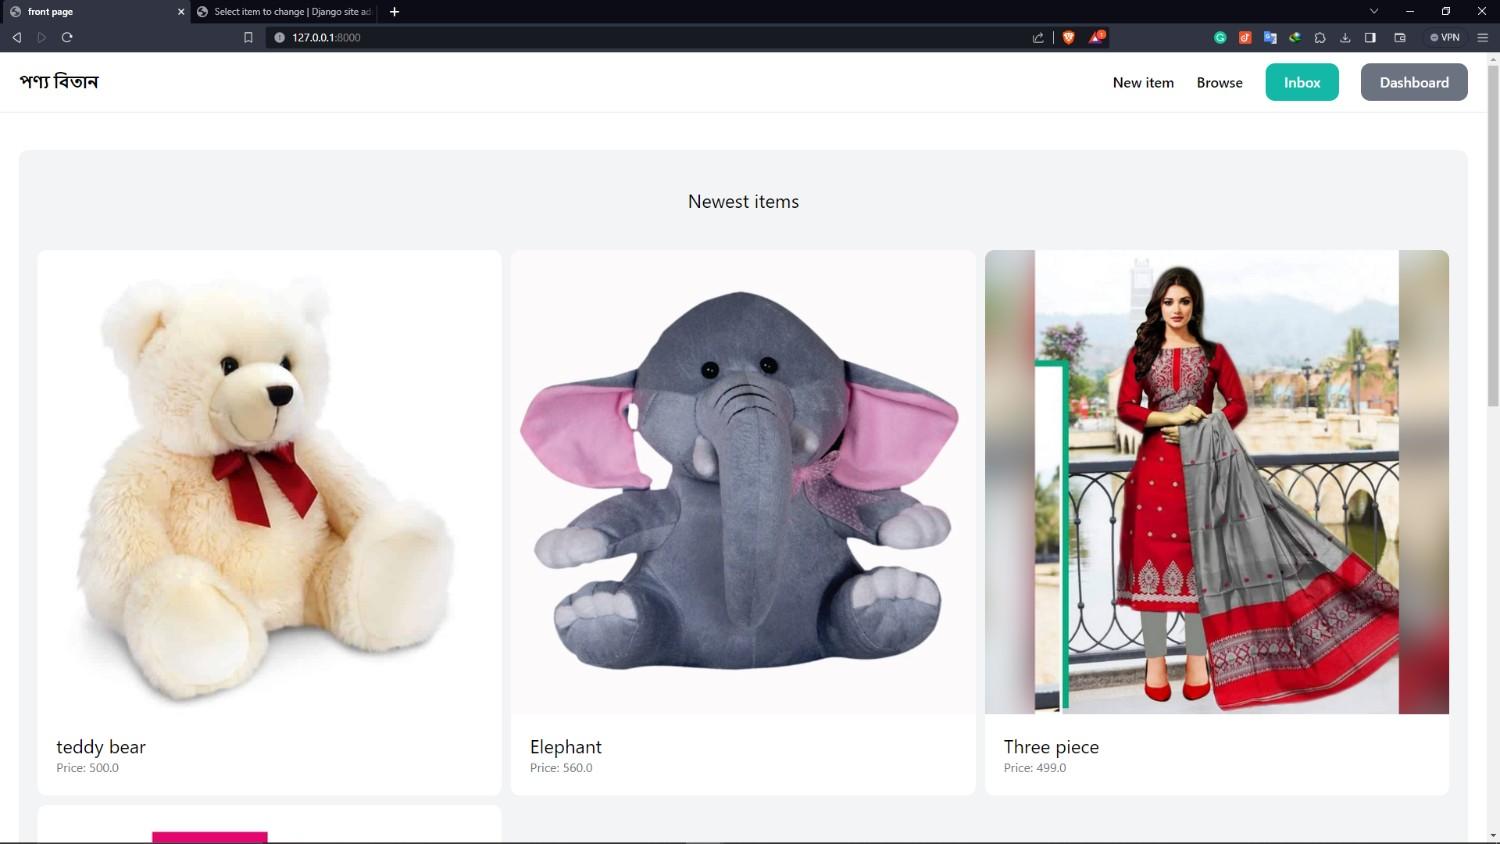 front page
Select item to change | Django site ad
127.0.0.1:8000
VPN
পণ্য বিতান
New item
Browse
Inbox
Dashboard
Newest items
teddy bear
Price: 500.0
Elephant
Price: 560.0
Three piece
Price: 499.0